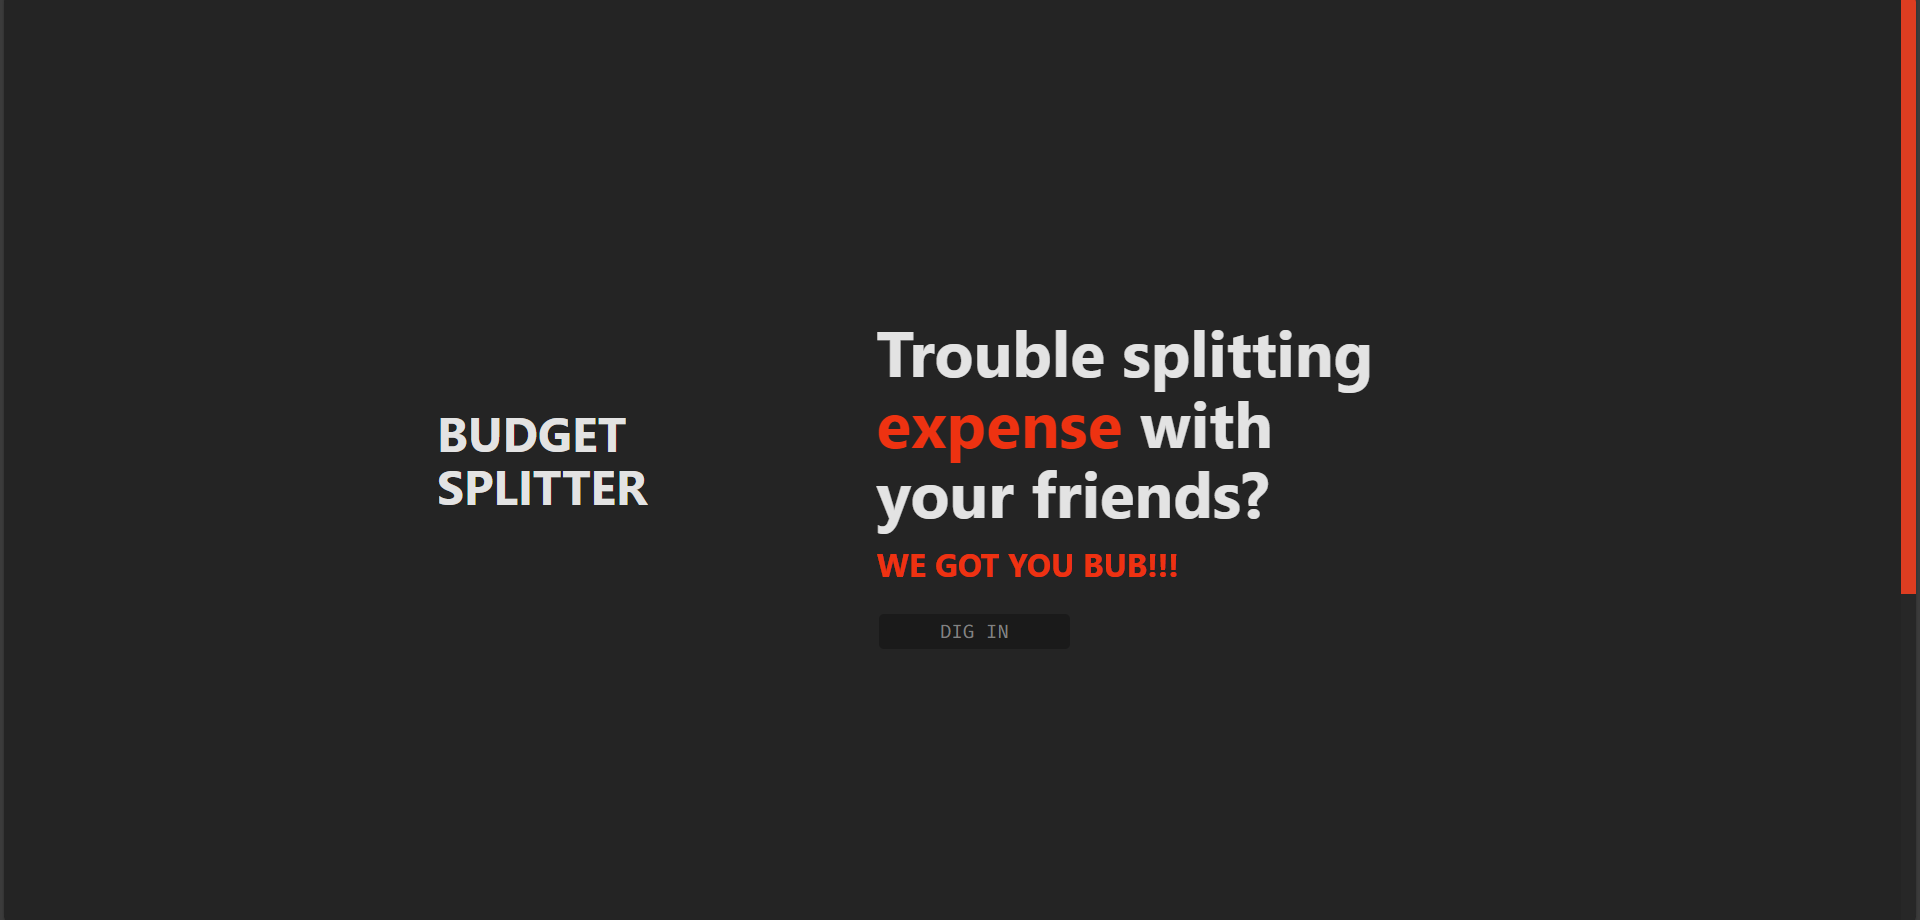 BUDGET
SPLITTER
Trouble splitting
expense with
your friends?
WE GOT YOU BUB!!!
DIG IN